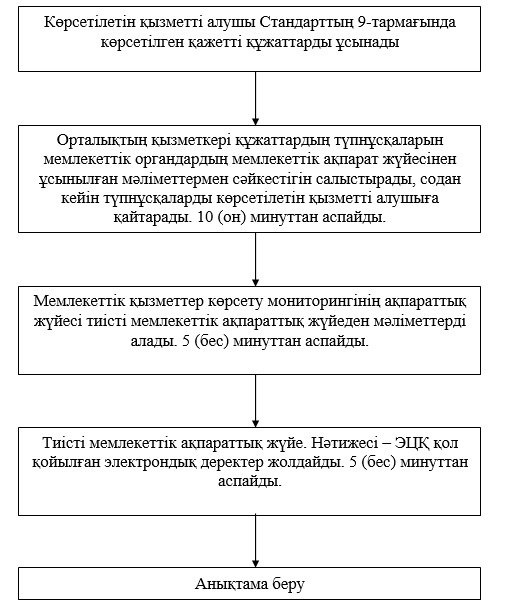 Көрсетілетін қызметті алушы Стандарттың 9-тармағында
көрсетілген қажетті құжаттарды ұсынады
Орталықтың қызметкері құжаттардың түпнұсқаларын
мемлекеттік органдардың мемлекеттік ақпарат жүйесінен
ұсынылған мәліметтермен сәйкестігін салыстырады, содан
кейін түпнұсқаларды көрсетілетін қызметті алушыға
қайтарады. 10 (он) минуттан аспайды.
Мемлекеттік қызметтер көрсету мониторингінің ақпараттық
жүйесі тиісті мемлекеттік ақпараттық жүйеден мәліметтерді
алады. 5 (бес) минуттан аспайды.
Тиісті мемлекеттік ақпараттық жүйе. Нәтижесі – ЭЦҚ қол
қойылған электрондық деректер жолдайды. 5 (бес) минуттан
аспайды.
Анықтама беру